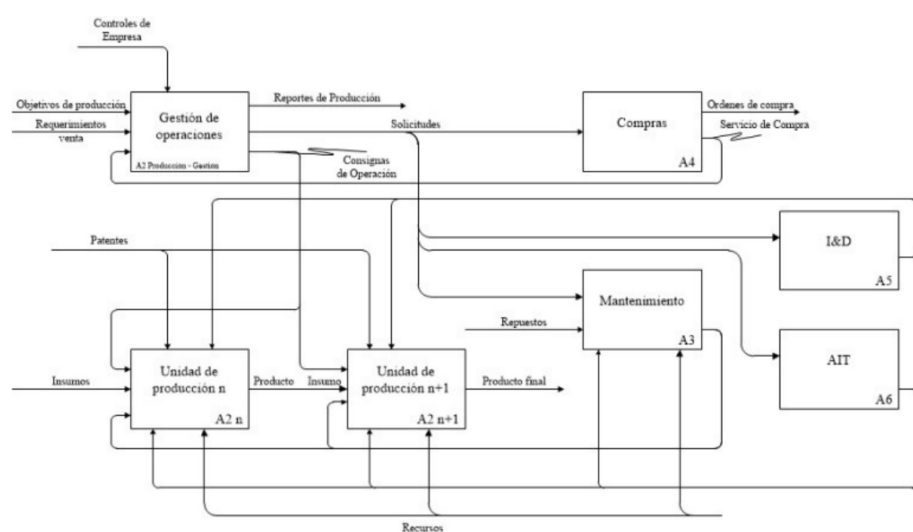 Controles de
Empresa
Objetivos de producción
Requerimientos
venta
Gestión de
operaciones
A2 Producción - Gestión
Reportes de Producción
Solicitudes
Consignas
de Operación
Compras
A4
Ordenes de compra
Servicio de Compra
Patentes
I&D
A5
Mantenimiento
A3
Repuestos
AIT
A6
Insumos
Unidad de
producción n
A2 n
Producto
Insumo
Unidad de
producción n+1
A2 n+1
Producto final
Recursos